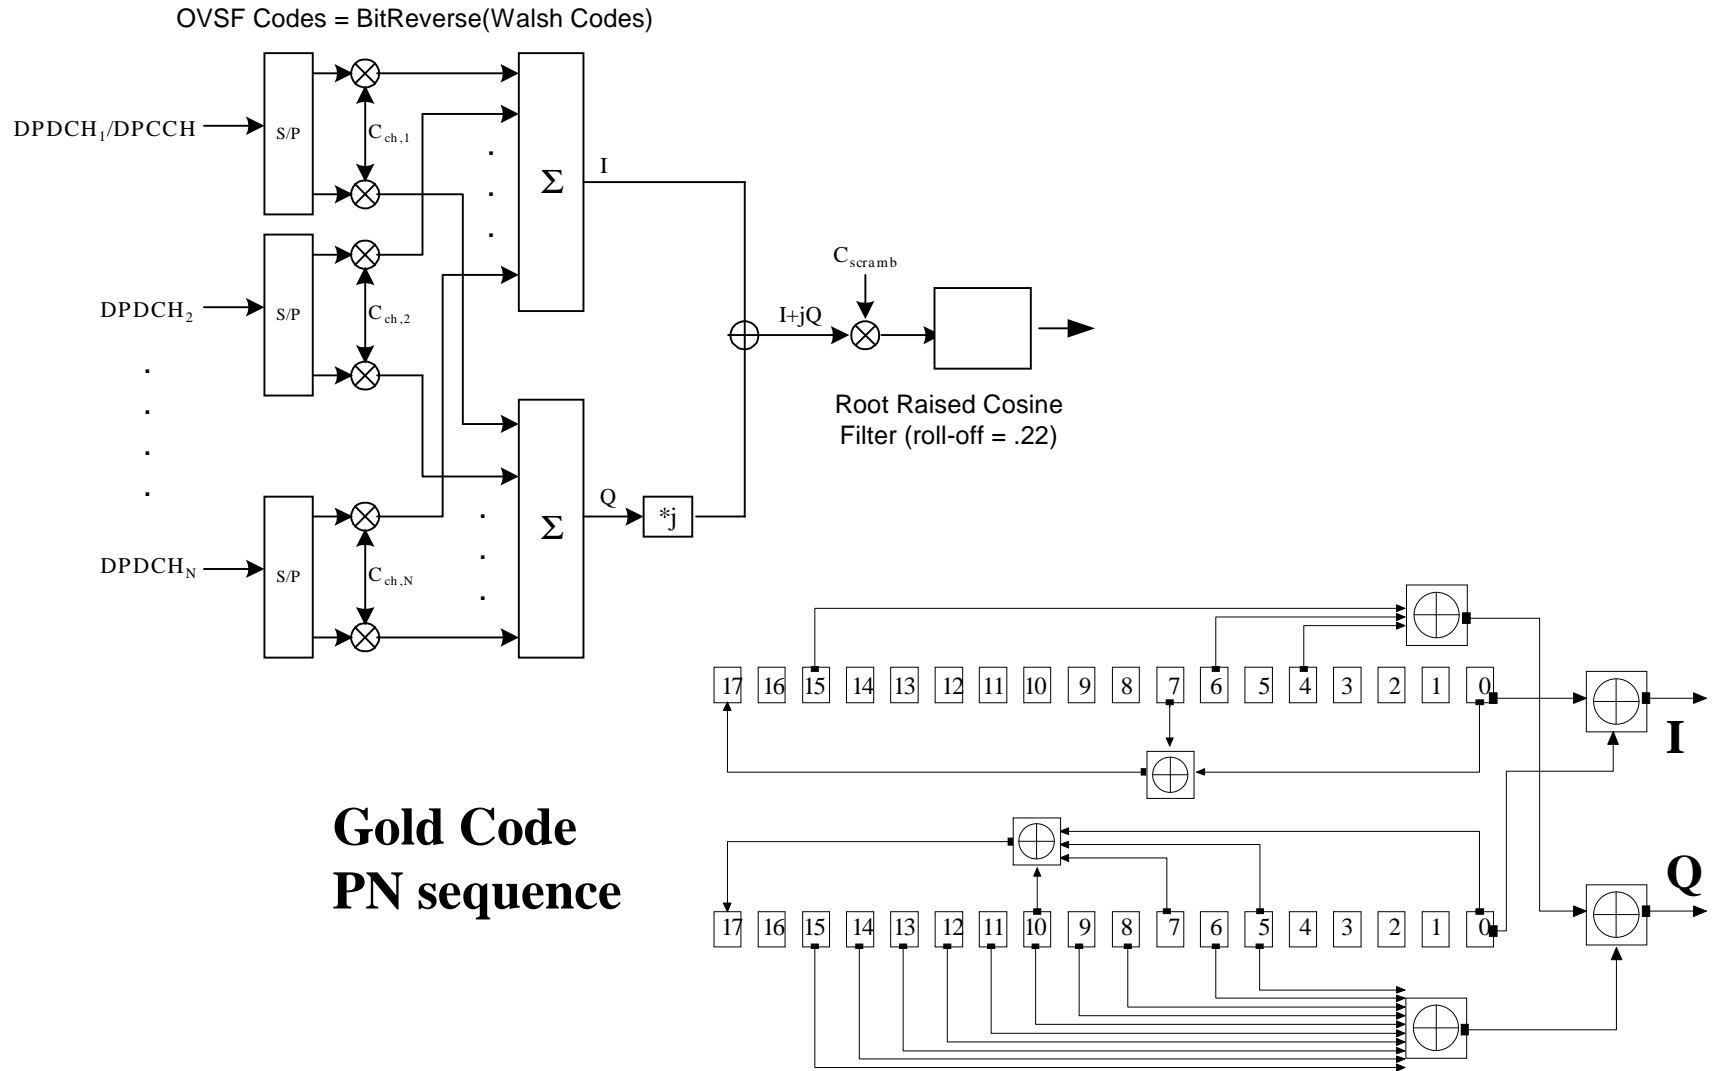 OVSF Codes = BitReverse(Walsh Codes)
DPDCH1/DPCCH
S/P
Cch,1
Σ
I
DPDCH2
S/P
Cch,2
Cscramb
I+jQ
Root Raised Cosine
Filter (roll-off = .22)
DPDCHN
S/P
Cch,N
Σ
Q
*j
17 16 15 14 13 12 11 10 9 8 7 6 5 4 3 2 1 0
I
Gold Code
PN sequence
17 16 15 14 13 12 11 10 9 8 7 6 5 4 3 2 1 0
Q